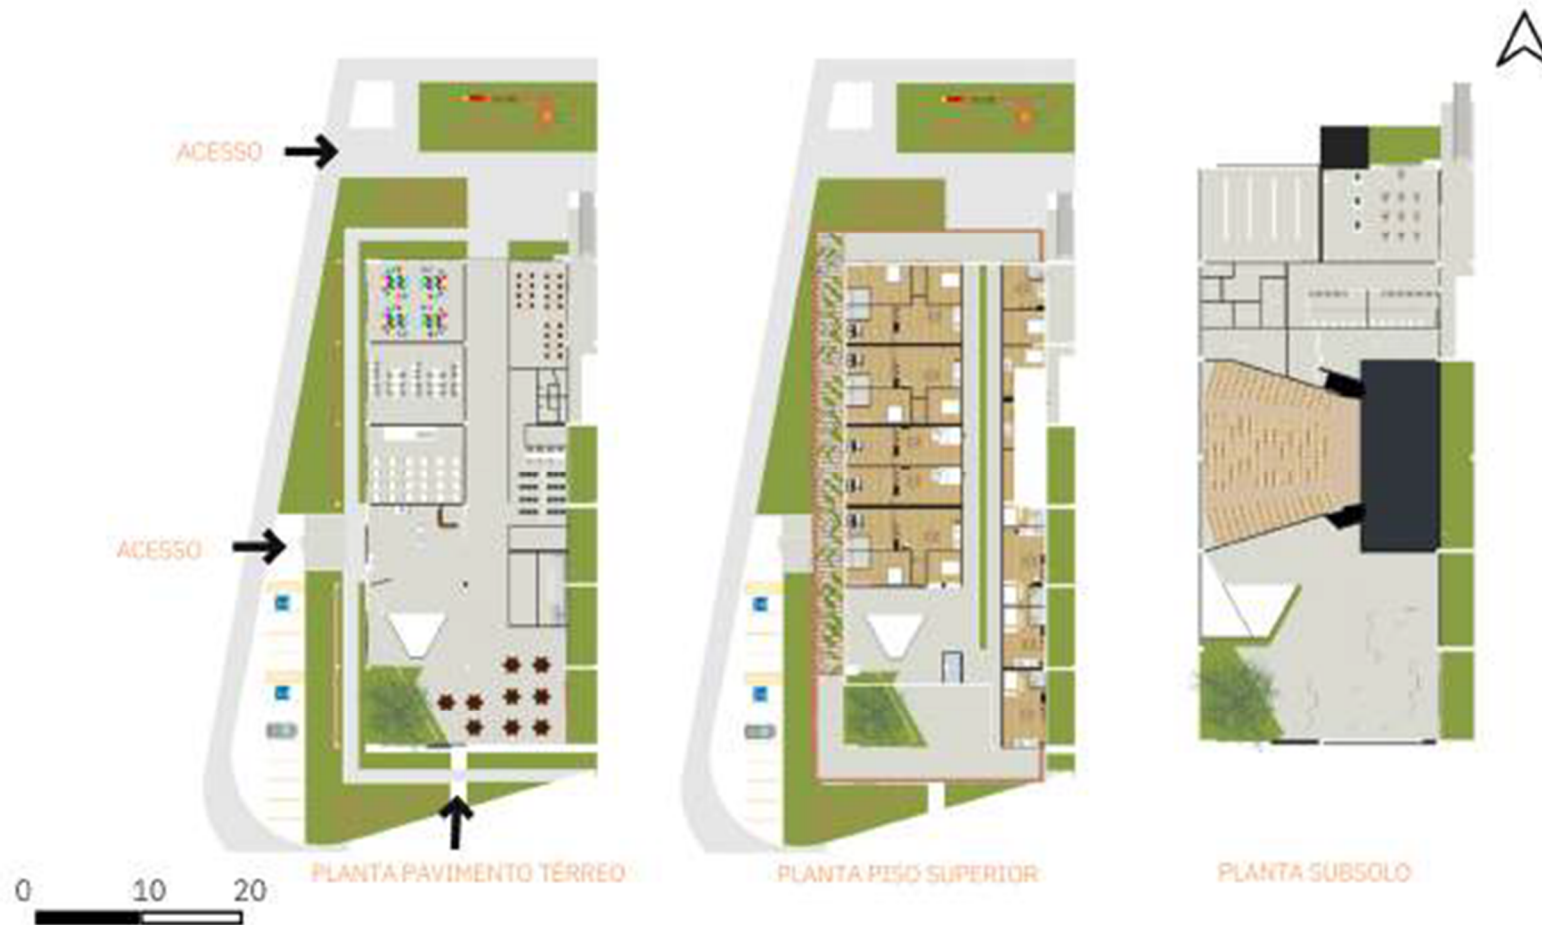 ACESSO
ACESSO
PLANTA PAVIMENTO TÉRREO
PLANTA PISO SUPERIOR
PLANTA SUBSOLO
0 10 20